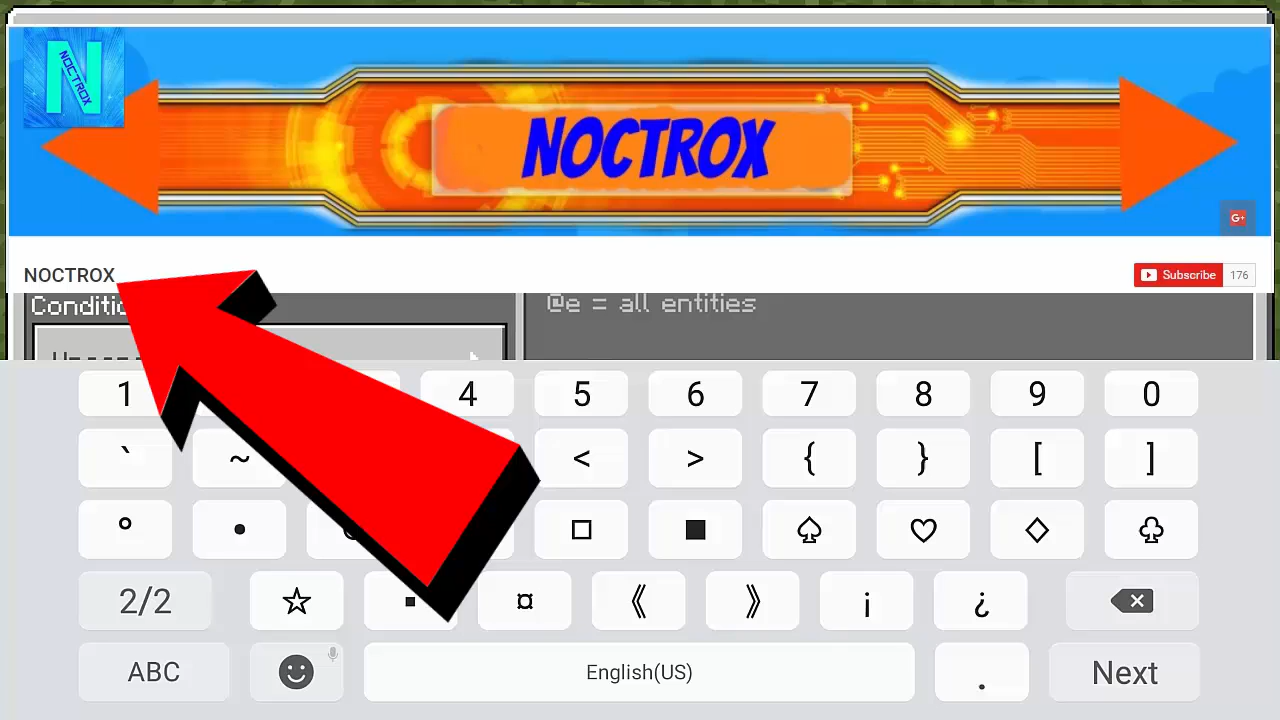 N
NOCTROX
NOCTROX
G+
NOCTROX
Subscribe 176
@e = all entities
1 4 5 6 7 8 9 0
` ~ < > { } [ ]
° • □ ■ ♤ ♡ ◇ ♧
2/2 ☆ ▪ ¤ 《 》 ¡ ¿
ABC English(US) . Next